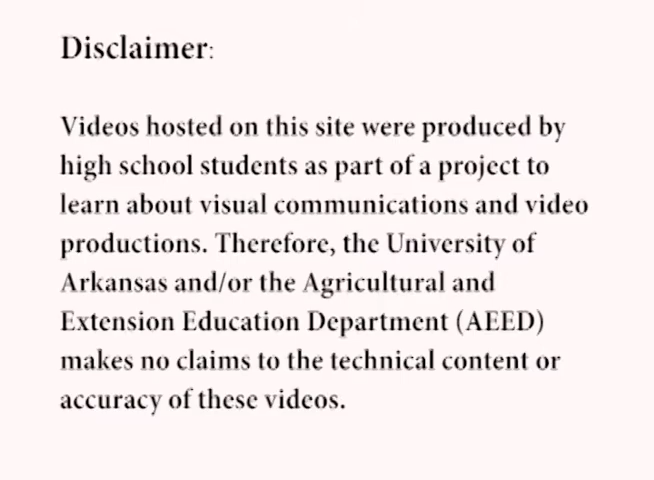 Disclaimer:
Videos hosted on this site were produced by
high school students as part of a project to
learn about visual communications and video
productions. Therefore, the University of
Arkansas and/or the Agricultural and
Extension Education Department (AEED)
makes no claims to the technical content or
accuracy of these videos.